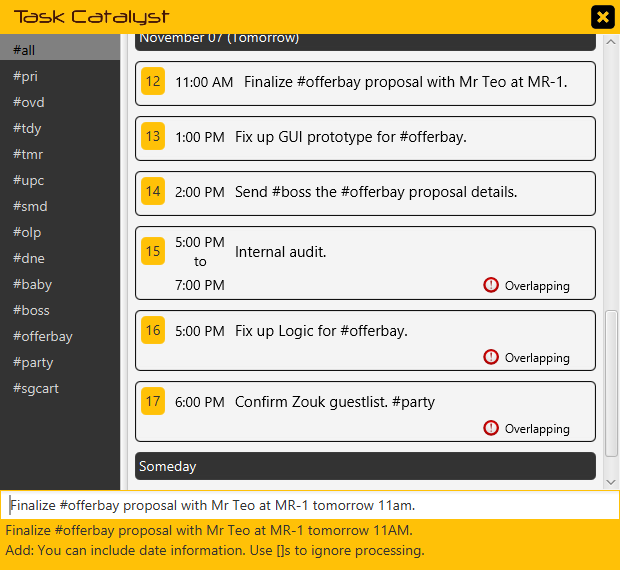 Task Catalyst
#all
#pri
#ovd
#tdy
#tmr
#upc
#smd
#olp
#dne
#baby
#boss
#offerbay
#party
#sgcart
November 07 (Tomorrow)
12 11:00 AM Finalize #offerbay proposal with Mr Teo at MR-1.
13 1:00 PM Fix up GUI prototype for #offerbay.
14 2:00 PM Send #boss the #offerbay proposal details.
15 5:00 PM to 7:00 PM Internal audit.
Overlapping
16 5:00 PM Fix up Logic for #offerbay.
Overlapping
17 6:00 PM Confirm Zouk guestlist. #party
Overlapping
Someday
Finalize #offerbay proposal with Mr Teo at MR-1 tomorrow 11am.
Finalize #offerbay proposal with Mr Teo at MR-1 tomorrow 11AM.
Add: You can include date information. Use []s to ignore processing.